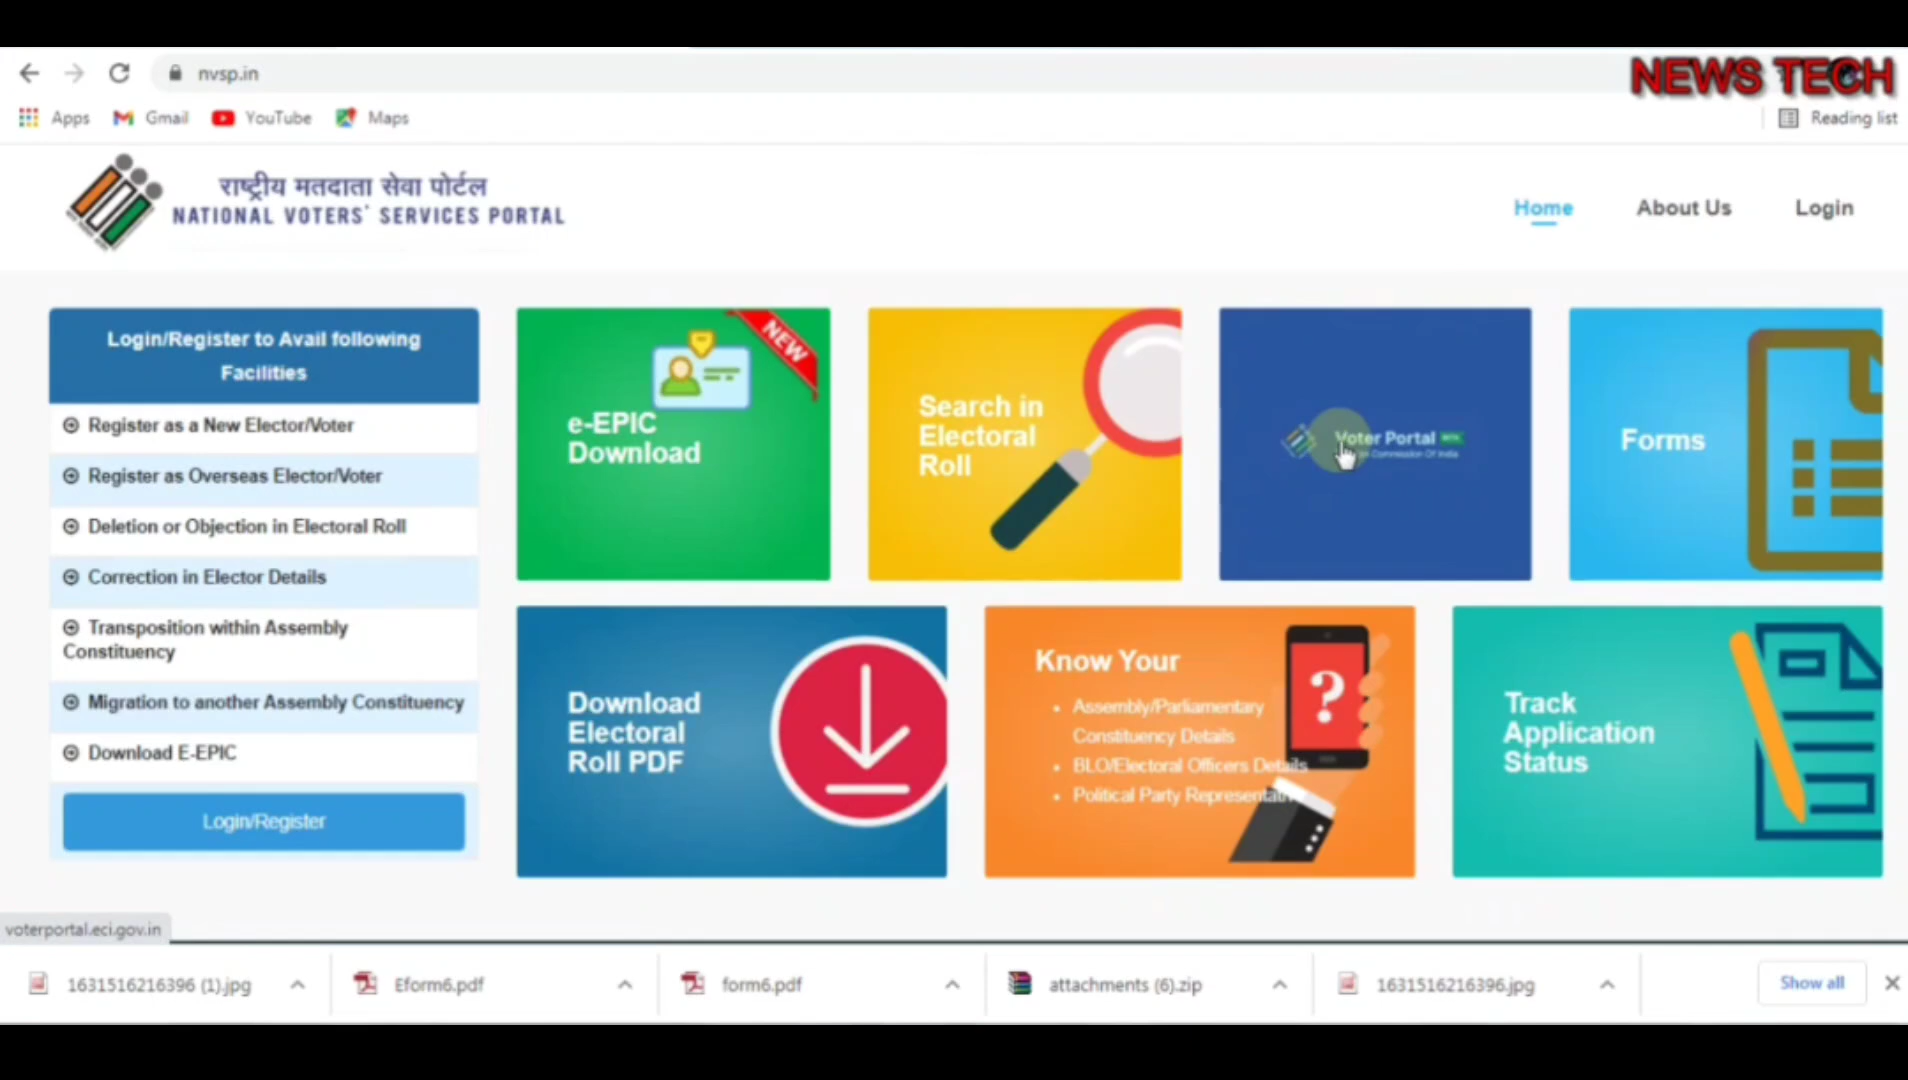 nvsp.in
NEWS TECH
Apps
Gmail
YouTube
Maps
Reading list
राष्ट्रीय मतदाता सेवा पोर्टल
NATIONAL VOTERS' SERVICES PORTAL
Home
About Us
Login
Login/Register to Avail following
Facilities
Register as a New Elector/Voter
Register as Overseas Elector/Voter
Deletion or Objection in Electoral Roll
Correction in Elector Details
Transposition within Assembly
Constituency
Migration to another Assembly Constituency
Download E-EPIC
Login/Register
e-EPIC
Download
NEW
Search in
Electoral
Roll
Voter Portal
Commission Of India
Forms
Download
Electoral
Roll PDF
Know Your
• Assembly/Parliamentary
Constituency Details
• BLO/Electoral Officers Details
• Political Party
?
Track
Application
Status
voterportal.eci.gov.in
1631516216396 (1).jpg
Eform6.pdf
form6.pdf
attachments (6).zip
1631516216396.jpg
Show all